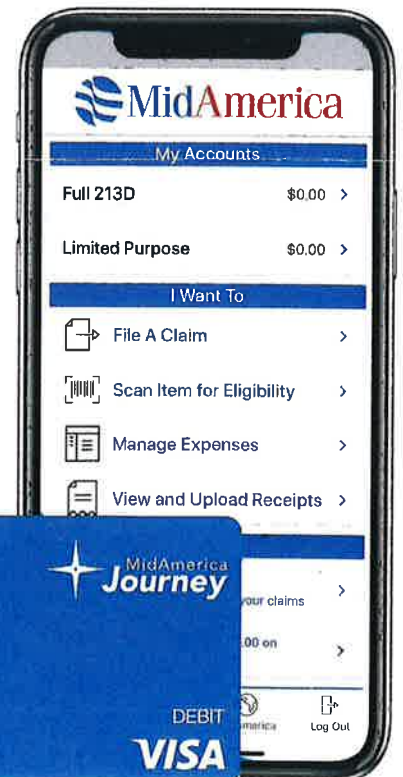 MidAmerica
My Accounts
Full 213D $0.00 >
Limited Purpose $0.00 >
I Want To
File A Claim >
Scan Item for Eligibility >
Manage Expenses >
View and Upload Receipts >
your claims >
.00 on >
Log Out
MidAmerica
Journey
DEBIT
VISA